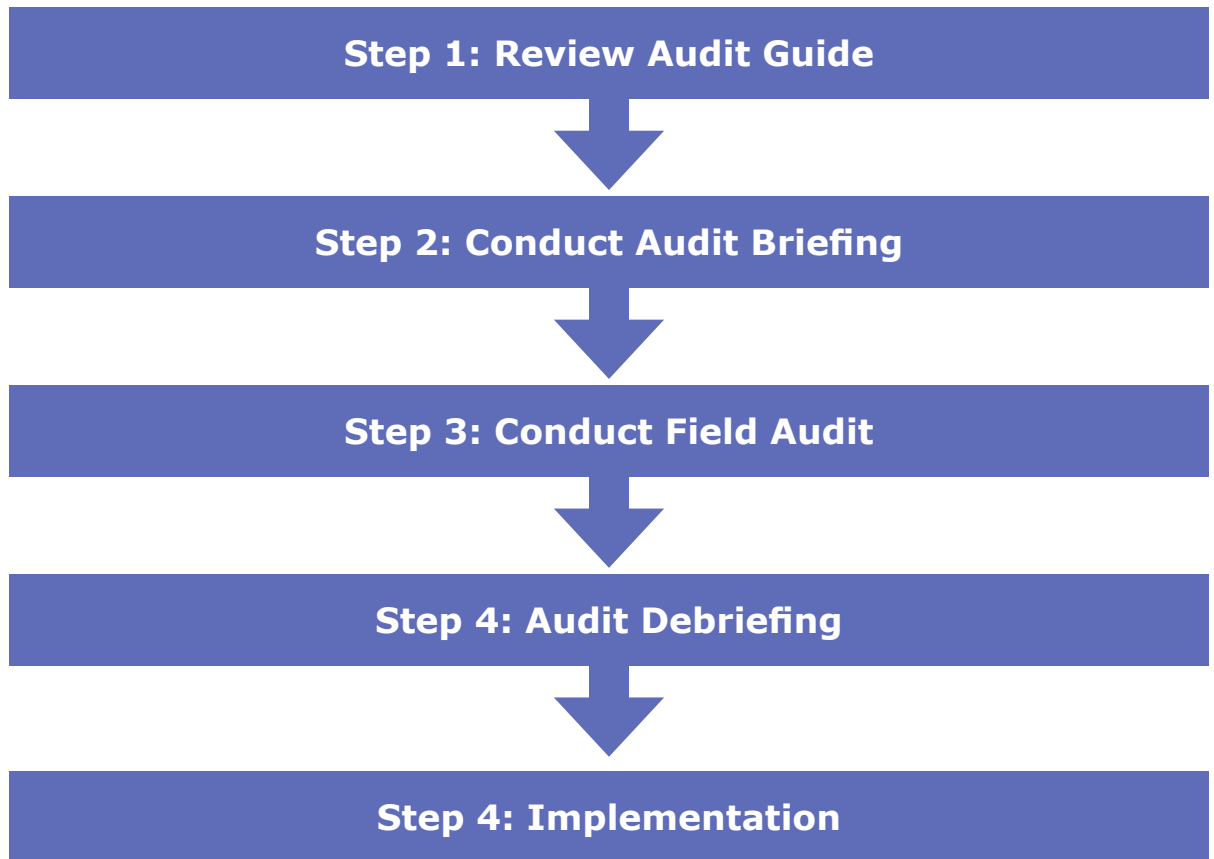 Step 1: Review Audit Guide
Step 2: Conduct Audit Briefing
Step 3: Conduct Field Audit
Step 4: Audit Debriefing
Step 4: Implementation